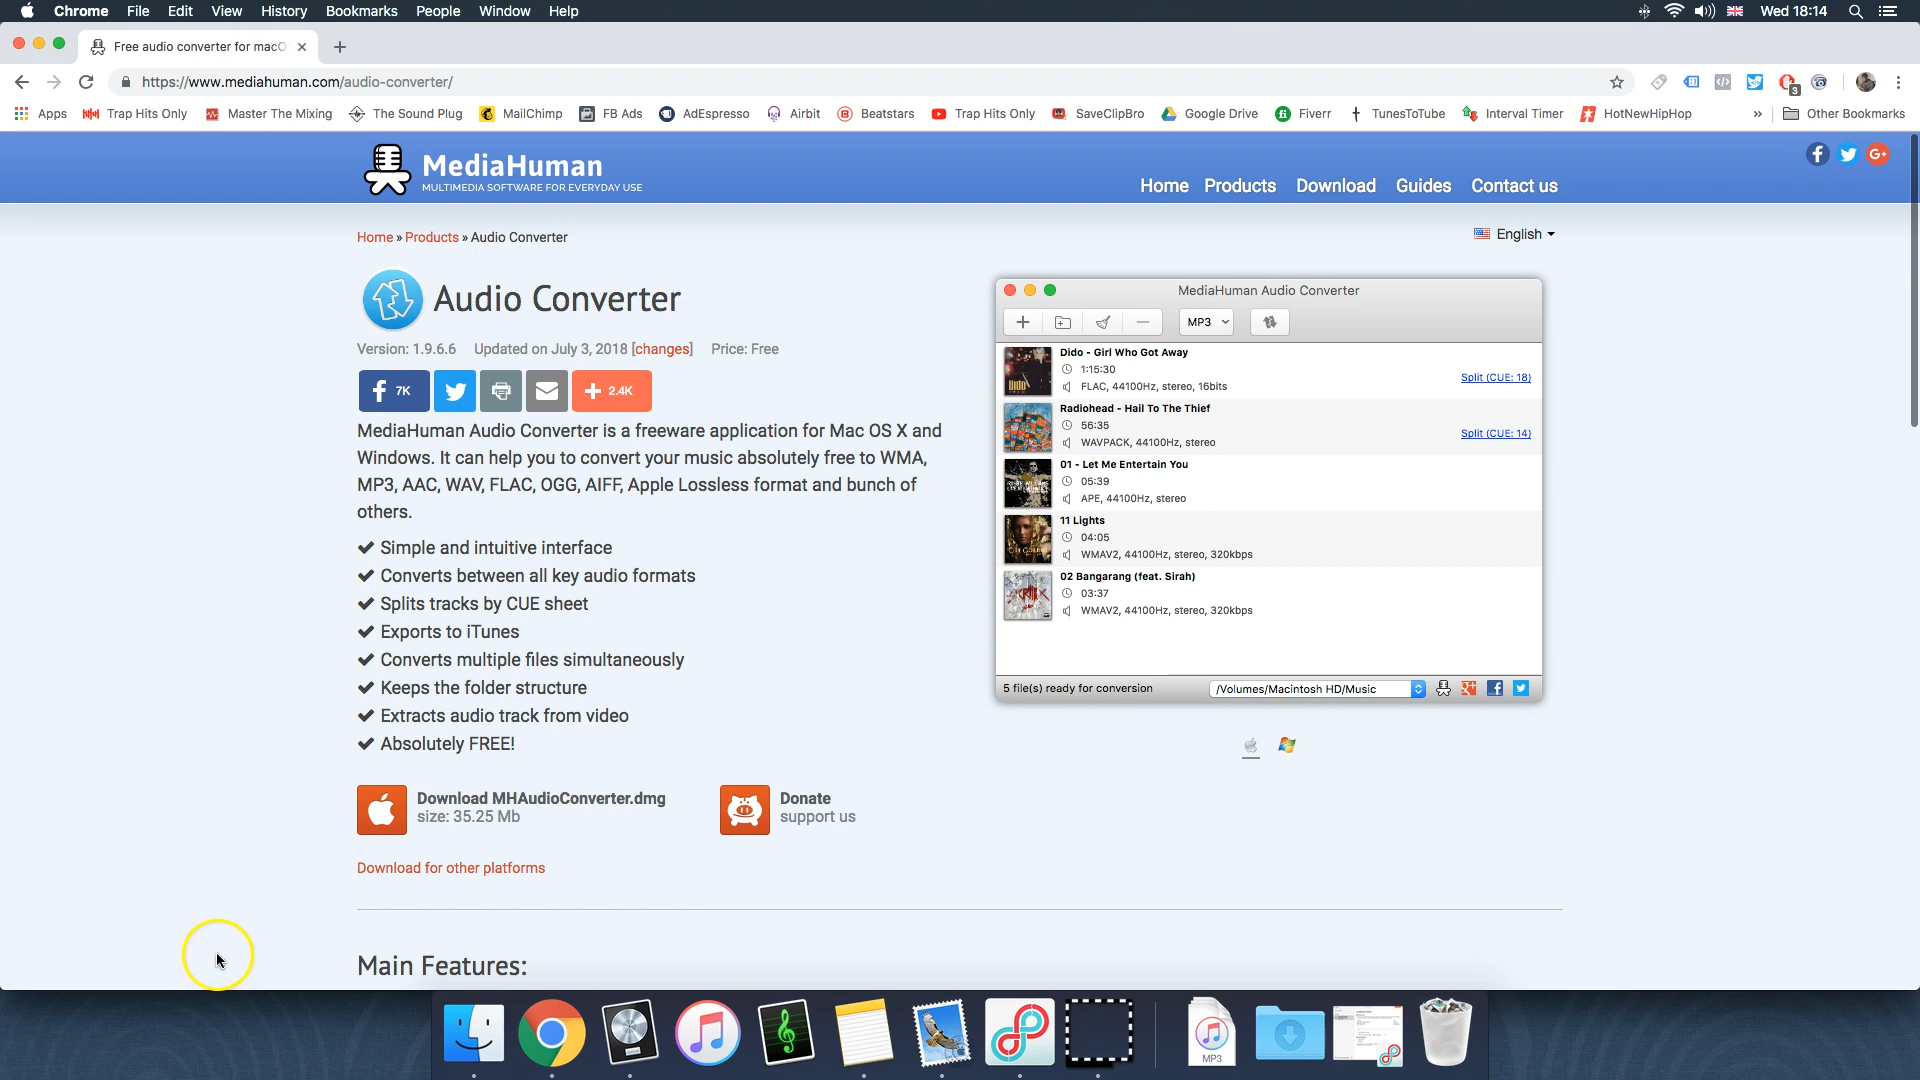 Chrome File Edit View History Bookmarks People Window Help
Wed 18:14
Free audio converter for macO
https://www.mediahuman.com/audio-converter/
3
Apps Trap Hits Only Master The Mixing The Sound Plug MailChimp FB Ads AdEspresso Airbit Beatstars Trap Hits Only SaveClipBro Google Drive Fiverr TunesToTube Interval Timer HotNewHipHop » Other Bookmarks
MediaHuman
MULTIMEDIA SOFTWARE FOR EVERYDAY USE
Home Products Download Guides Contact us
Home » Products » Audio Converter
English
Audio Converter
Version: 1.9.6.6 Updated on July 3, 2018 [changes] Price: Free
7K
2.4K
MediaHuman Audio Converter is a freeware application for Mac OS X and
Windows. It can help you to convert your music absolutely free to WMA,
MP3, AAC, WAV, FLAC, OGG, AIFF, Apple Lossless format and bunch of
others.
✔ Simple and intuitive interface
✔ Converts between all key audio formats
✔ Splits tracks by CUE sheet
✔ Exports to iTunes
✔ Converts multiple files simultaneously
✔ Keeps the folder structure
✔ Extracts audio track from video
✔ Absolutely FREE!
Download MHAudioConverter.dmg
size: 35.25 Mb
Donate
support us
Download for other platforms
Main Features:
MediaHuman Audio Converter
MP3
Dido - Girl Who Got Away
1:15:30
FLAC, 44100Hz, stereo, 16bits
Split (CUE: 18)
Radiohead - Hail To The Thief
56:35
WAVPACK, 44100Hz, stereo
Split (CUE: 14)
01 - Let Me Entertain You
05:39
APE, 44100Hz, stereo
11 Lights
04:05
WMAV2, 44100Hz, stereo, 320kbps
02 Bangarang (feat. Sirah)
03:37
WMAV2, 44100Hz, stereo, 320kbps
5 file(s) ready for conversion
/Volumes/Macintosh HD/Music
MP3